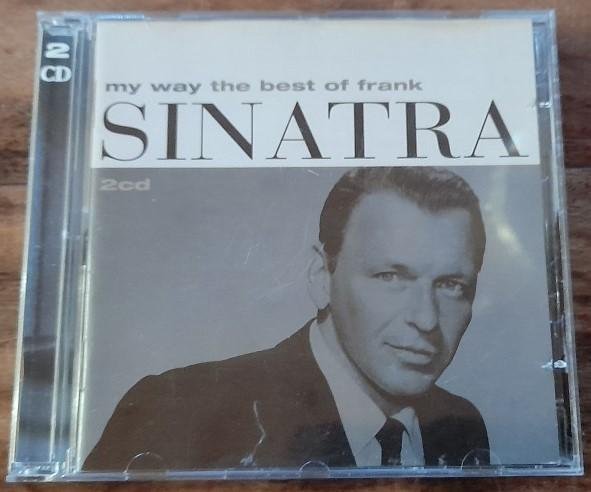 2
CD
my way the best of frank
SINATRA
2cd